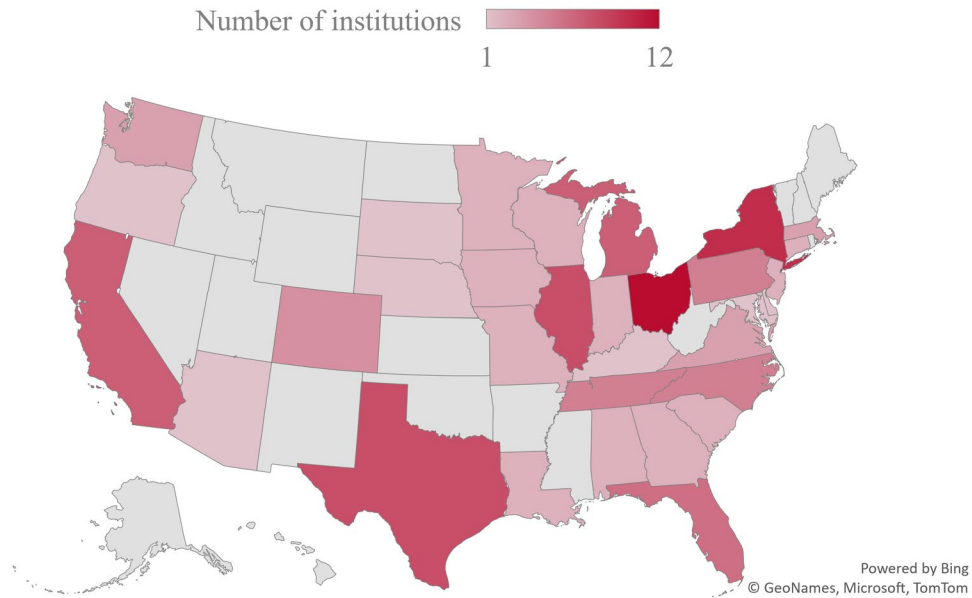 Number of institutions
1 12
Powered by Bing
© GeoNames, Microsoft, TomTom